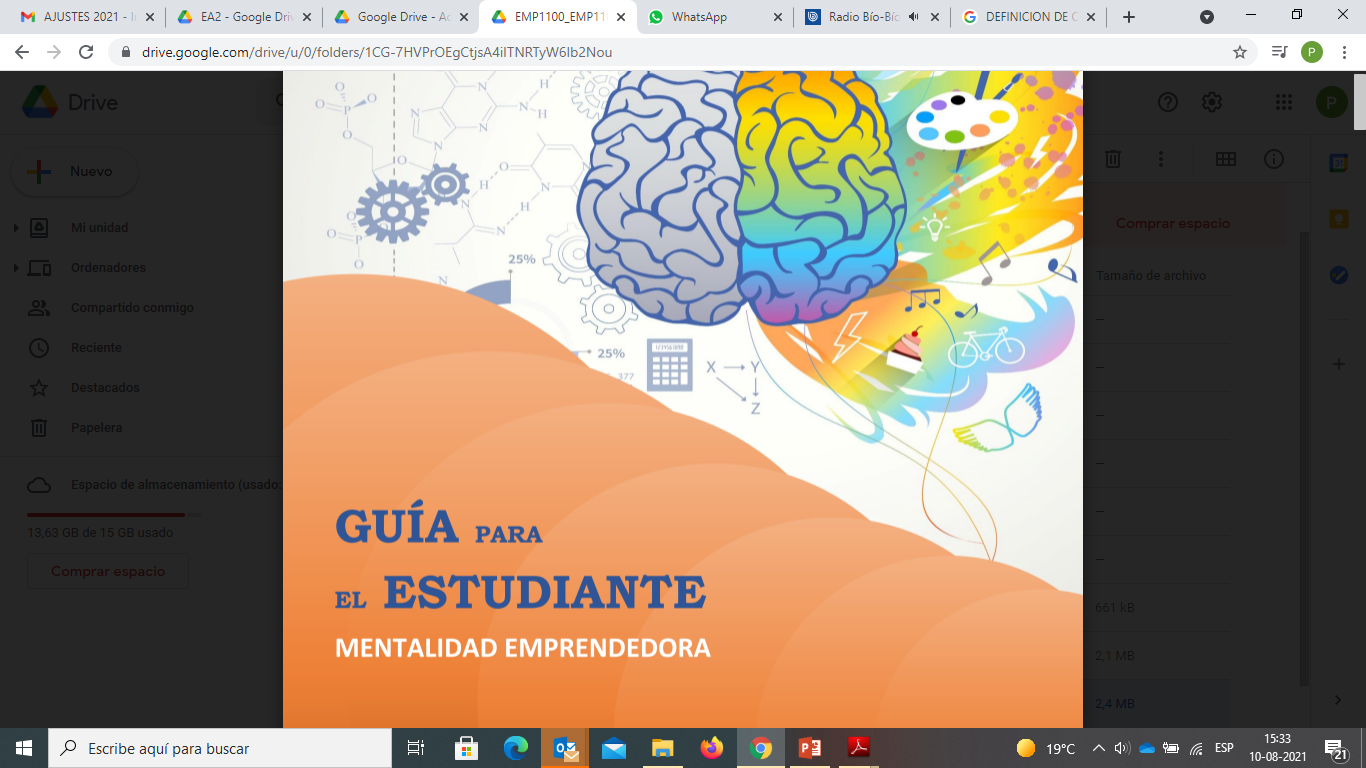 AJUSTES 2021 - I
EA2 - Google Driv
Google Drive - Ac
EMP1100_EMP11
WhatsApp
Radio Bío-Bío
DEFINICION DE C
drive.google.com/drive/u/0/folders/1CG-7HVPrOEgCtjsA4ilTNRTyW6lb2Nou
P
Drive
P
Nuevo
Mi unidad
Ordenadores
Compartido conmigo
Reciente
Destacados
Papelera
Espacio de almacenamiento (usado:
13,63 GB de 15 GB usado
Comprar espacio
Comprar espacio
Tamaño de archivo
–
–
–
–
–
–
661 kB
2,1 MB
2,4 MB
P
O
O
N
N
N
H
H
O
N
H
N
H
N
P
O
O
N
25%
25%
377
X
Y
Z
GUÍA PARA
EL ESTUDIANTE
MENTALIDAD EMPRENDEDORA
Escribe aquí para buscar
19°C
ESP
15:33
10-08-2021
21